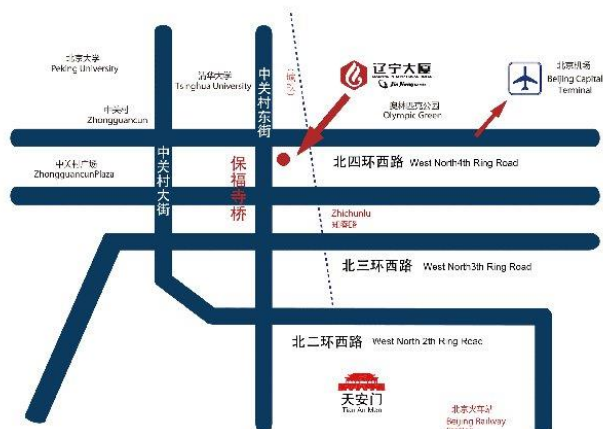 北京大学
Peking University
清华大学
Tsinghua University
中关村东街
(城铁)
辽宁大厦
北京机场
Beijing Capital
Terminal
中关村
Zhongguancun
奥林匹克公园
Olympic Green
中关村广场
ZhongguancunPlaza
中关村大街
保福寺桥
北四环西路 West North4th Ring Road
Zhichunlu
知春路
北三环西路 West North3th Ring Road
北二环西路 West North 2th Ring Road
天安门
Tian An Men
北京火车站
Beijing Railway